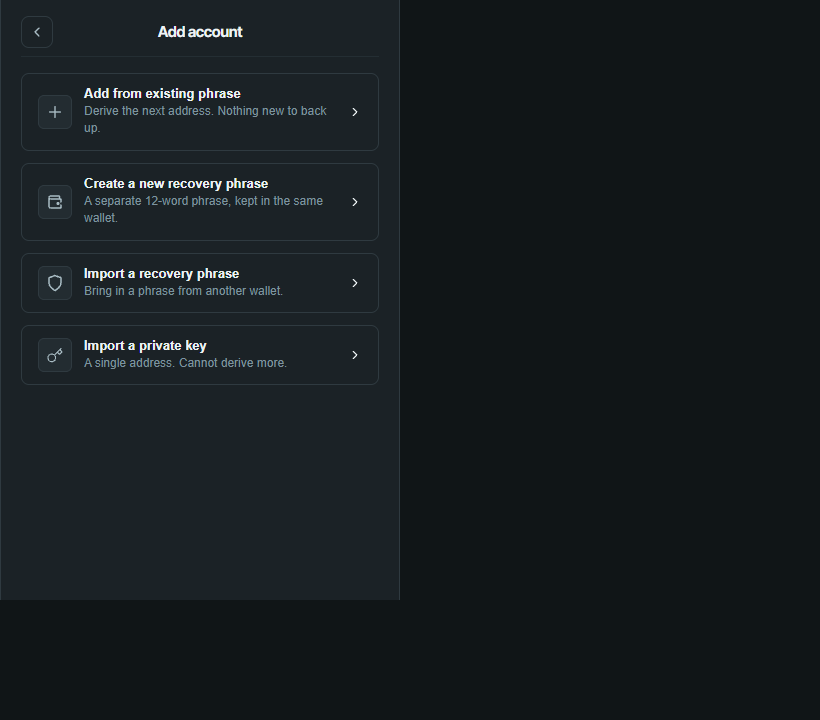 Add account
Add from existing phrase
Derive the next address. Nothing new to back
up.
Create a new recovery phrase
A separate 12-word phrase, kept in the same
wallet.
Import a recovery phrase
Bring in a phrase from another wallet.
Import a private key
A single address. Cannot derive more.